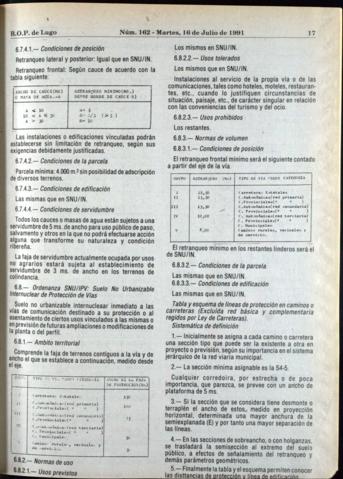 B.O.P. de Lugo
Núm. 162 - Martes, 16 de Julio de 1991
17
6.7.4.1.— Condiciones de posición
Retranqueo lateral y posterior: Igual que en SNU/IN.
Retranqueo frontal: Según cauce de acuerdo con la
tabla siguiente:
Las instalaciones o edificaciones vinculadas podrán
establecerse sin limitación de retranqueo, según sus
exigencias debidamente justificadas.
6.7.4.2.— Condiciones de la parcela
Parcela mínima: 4.000 m.² sin posibilidad de adscripción
de diversos terrenos.
6.7.4.3.— Condiciones de edificación
Las mismas que en SNU/IN.
6.7.4.4.— Condiciones de servidumbre
Todos los cauces o masas de agua están sujetos a una
servidumbre de 5 ms. de ancho para uso público de paso,
salvamento y otros en la que no podrá efectuarse acción
alguna que transforme su naturaleza y condición
ribereña.
La faja de servidumbre actualmente ocupada por usos
no agrarios estará sujeta al establecimiento de
servidumbre de 3 ms. de ancho en los terrenos de
colindancia.
6.8.— Ordenanza SNU/IPV: Suelo No Urbanizable
Internuclear de Protección de Vías
Suelo no urbanizable internuclear inmediato a las
vías de comunicación destinado a su protección o al
asentamiento de ciertos usos vinculados a las mismas o
en previsión de futuras ampliaciones o modificaciones de
la planta o del perfil.
6.8.1.— Ambito territorial
Comprende la faja de terrenos contiguos a la vía y de
ancho el que se establece a continuación, medido desde
el eje.
6.8.2.— Normas de uso
6.8.2.1.— Usos previstos
Los mismos en SNU/IN.
6.8.2.2.— Usos tolerados
Los mismos que en SNU/IN.
Instalaciones al servicio de la propia vía o de las
comunicaciones, tales como hoteles, moteles, restauran-
tes, etc., cuando lo justifiquen circunstancias de
situación, paisaje, etc., de carácter singular en relación
con las conveniencias del turismo y del ocio.
6.8.2.3.— Usos prohibidos
Los restantes.
6.8.3.— Normas de volumen
6.8.3.1.— Condiciones de posición
El retranqueo frontal mínimo será el siguiente contado
a partir del eje de la vía.
El retranqueo mínimo en los restantes linderos será el
de SNU/IN.
6.8.3.2.— Condiciones de la parcela
Las mismas que en SNU/IN.
6.8.3.3.— Condiciones de edificación
Las mismas que en SNU/IN.
Tabla y esquema de líneas de protección en caminos o
carreteras (Excluida red básica y complementaria
regidos por Ley de Carreteras).
Sistemática de definición
1.— Inicialmente se asigna a cada camino o carretera
una sección tipo que puede ser la existente a otra en
proyecto o previsión, según su importancia en el sistema
jerárquico de la red viaria municipal.
2.— La sección mínima asignable es la 54-5.
Cualquier corredoira, por estrecha o de poca
importancia, que parezca, se prevee con un ancho de
plataforma de 5 ms.
3.— Si la sección que se considera tiene desmonte o
terraplén el ancho de estos, medido en proyección
horizontal, determinada una mayor anchura de la
semiexplanada (E) y por tanto una mayor separación de
las líneas.
4.— En las secciones de sobreancho, o con holganzas,
se trasladará la semisección al extremo del suelo
público, a efectos de señalamiento del retranqueo y
demás parámetros geométricos.
5.— Finalmente la tabla y el esquema permiten conocer
las distancias de protección y línea de edificación